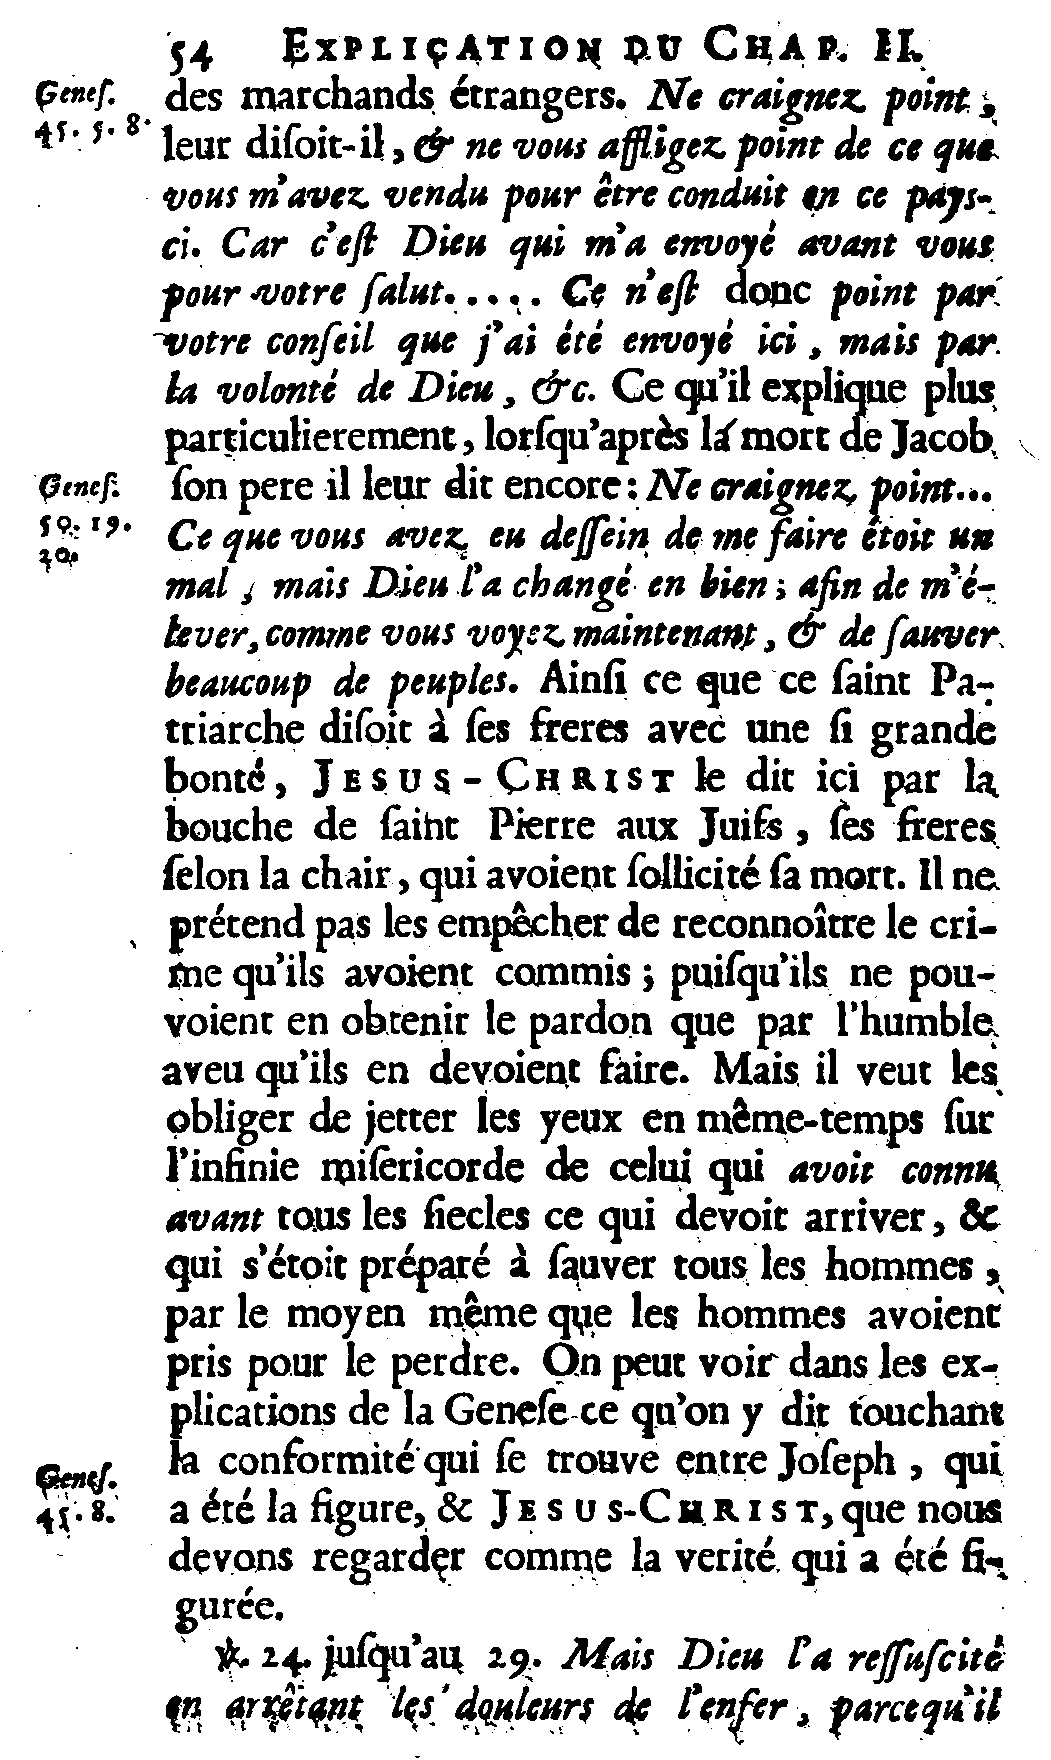 54 EXPLICATION DU CHAP. II.
Genes. des marchands étrangers. Ne craignez point,
45. 5. 8. leur diſoit-il, & ne vous affligez point de ce que
vous m'avez vendu pour être conduit en ce pays-
ci. Car c'eſt Dieu qui m'a envoyé avant vous
pour votre ſalut..... Ce n'eſt donc point par
votre conſeil que j'ai été envoyé ici, mais par
la volonté de Dieu, &c. Ce qu'il explique plus
particulierement, lorſqu'après la mort de Jacob
Geneſ. ſon pere il leur dit encore: Ne craignez point...
50. 19. Ce que vous avez eu deſſein de me faire étoit un
20. mal, mais Dieu l'a changé en bien; afin de m'é-
lever, comme vous voyez maintenant, & de ſauver
beaucoup de peuples. Ainſi ce que ce ſaint Pa-
triarche diſoit à ſes freres avec une ſi grande
bonté, JESUS-CHRIST le dit ici par la
bouche de ſaint Pierre aux Juifs, ſes freres
ſelon la chair, qui avoient ſollicité ſa mort. Il ne
prétend pas les empêcher de reconnoître le cri-
me qu'ils avoient commis; puiſqu'ils ne pou-
voient en obtenir le pardon que par l'humble
aveu qu'ils en devoient faire. Mais il veut les
obliger de jetter les yeux en même-temps ſur
l'infinie miſericorde de celui qui avoit connu
avant tous les ſiecles ce qui devoit arriver, &
qui s'étoit préparé à ſauver tous les hommes,
par le moyen même que les hommes avoient
pris pour le perdre. On peut voir dans les ex-
plications de la Geneſe ce qu'on y dit touchant
la conformité qui ſe trouve entre Joſeph, qui
Geneſ. a été la figure, & JESUS-CHRIST, que nous
45. 8. devons regarder comme la verité qui a été fi-
gurée.
℣. 24. juſqu'au 29. Mais Dieu l'a reſſuſcité
en arrêtant les douleurs de l'enfer, parcequ'il